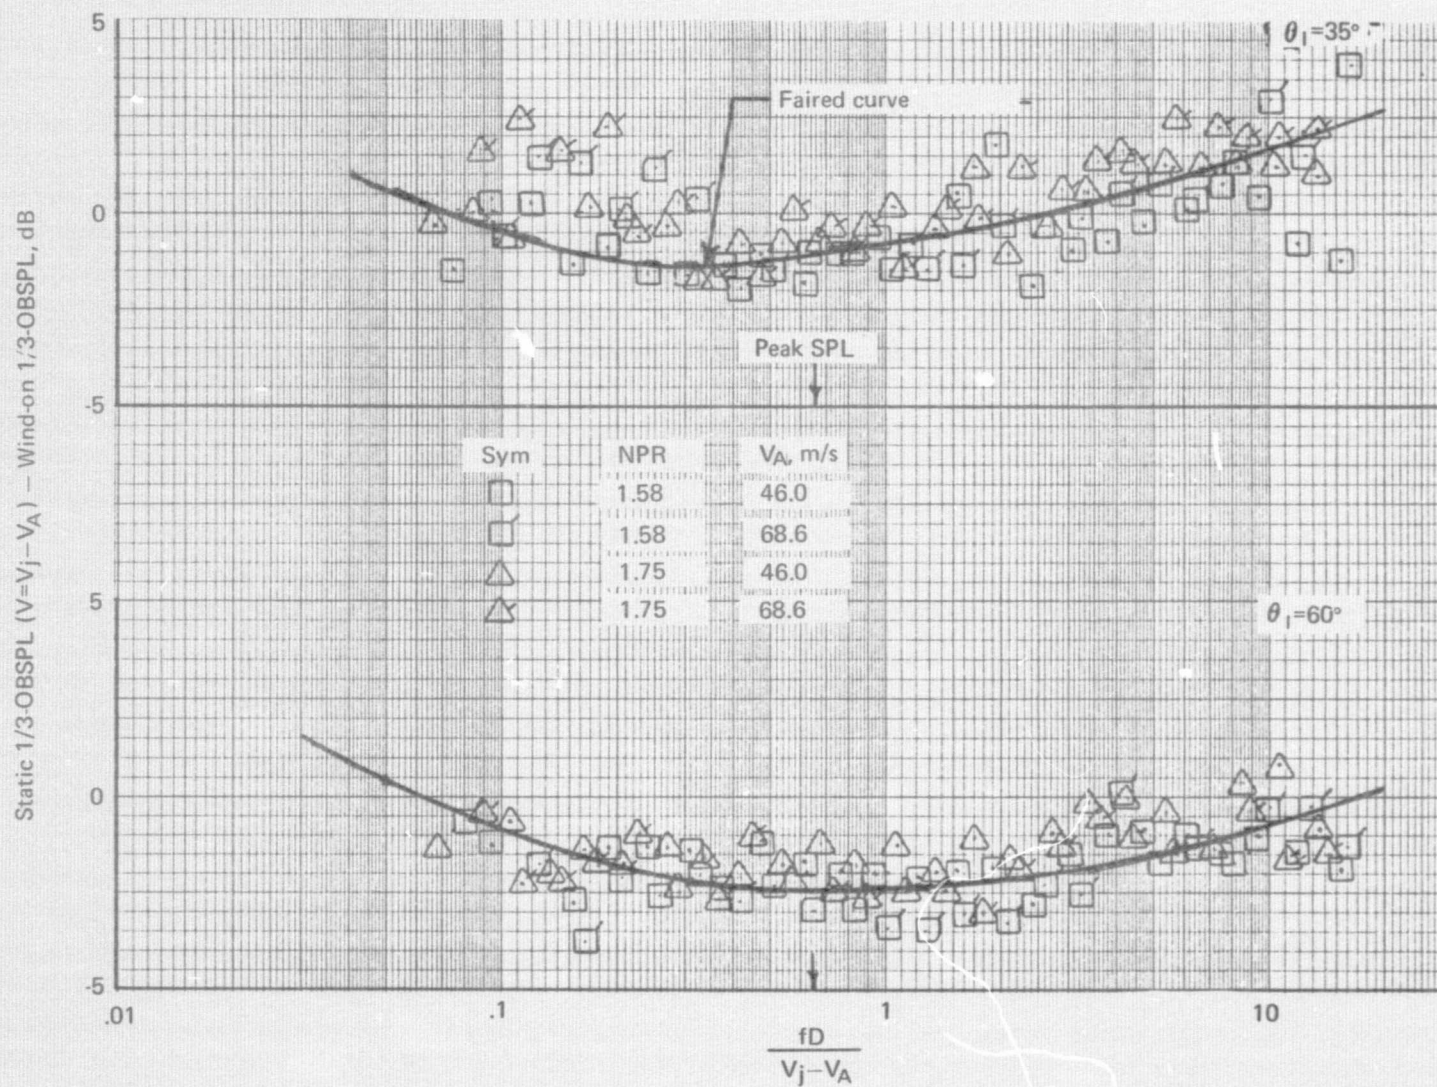 5
θI=35°
Faired curve
0
Peak SPL
-5
Sym NPR VA, m/s
1.58 46.0
1.58 68.6
1.75 46.0
1.75 68.6
5
θI=60°
0
-5
.01 .1 1 10
fD
Vj−VA
Static 1/3-OBSPL (V=Vj−VA) − Wind-on 1/3-OBSPL, dB